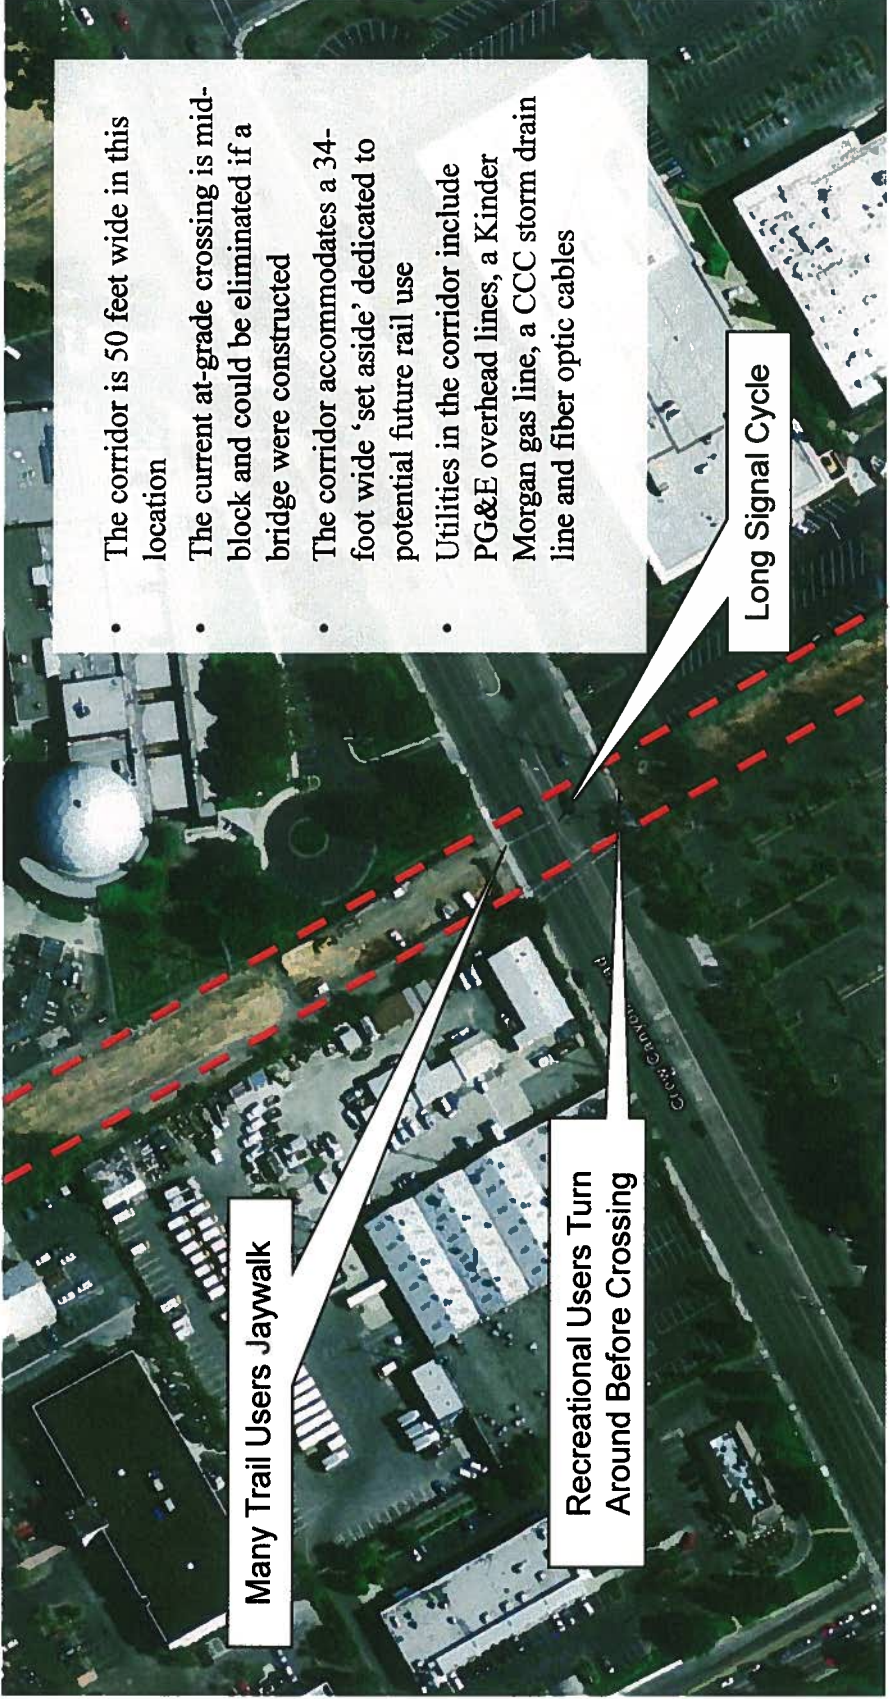 • The corridor is 50 feet wide in this
location
• The current at-grade crossing is mid-
block and could be eliminated if a
bridge were constructed
• The corridor accommodates a 34-
foot wide ‘set aside’ dedicated to
potential future rail use
• Utilities in the corridor include
PG&E overhead lines, a Kinder
Morgan gas line, a CCC storm drain
line and fiber optic cables
Many Trail Users Jaywalk
Recreational Users Turn
Around Before Crossing
Long Signal Cycle
Crow Canyon